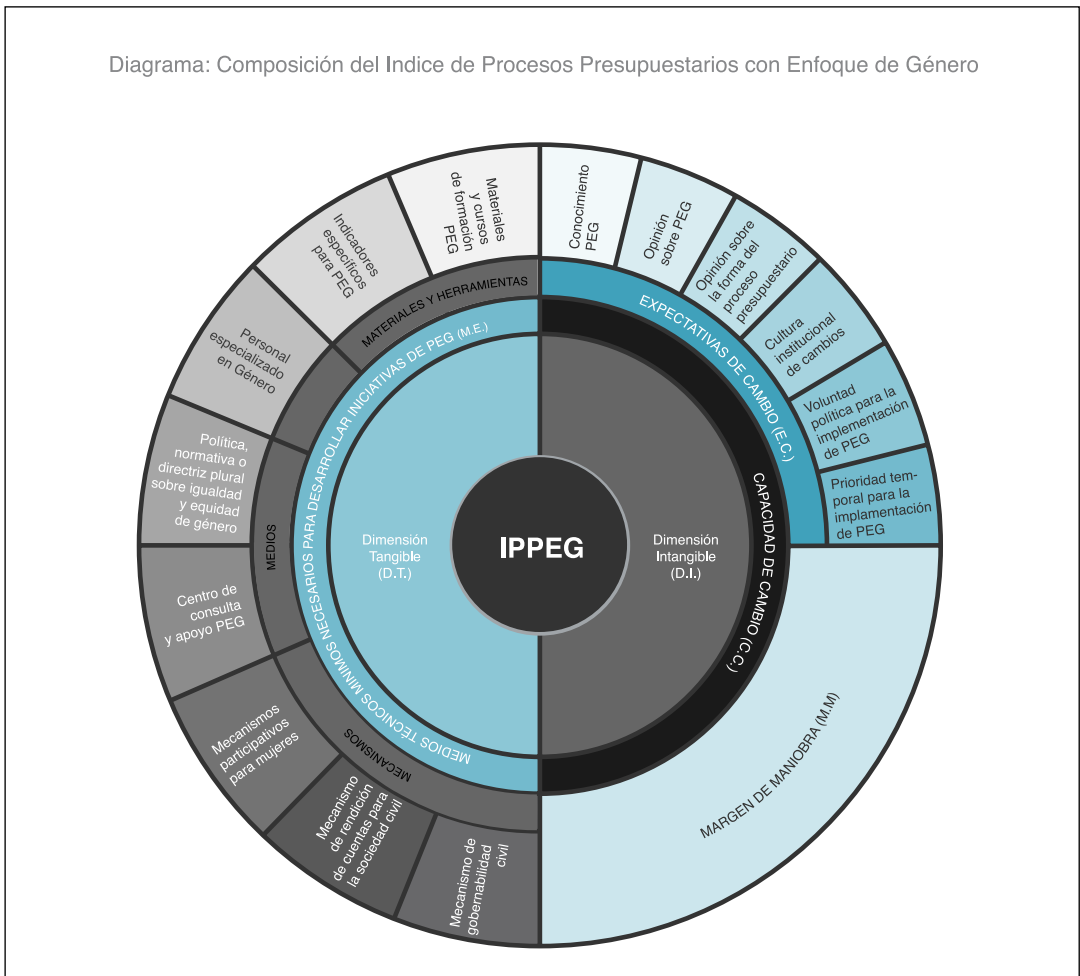 Diagrama: Composición del Indice de Procesos Presupuestarios con Enfoque de Género
Materiales
y cursos
de formación
PEG
Indicadores
específicos
para PEG
Personal
especializado
en Género
Política,
normativa o
directriz plural
sobre igualdad
y equidad
de género
Centro de
consulta
y apoyo PEG
Mecanismos
participativos
para mujeres
Mecanismo
de rendición
de cuentas para
la sociedad civil
Mecanismo de
gobernabilidad
civil
MATERIALES Y HERRAMIENTAS
MEDIOS
MECANISMOS
MEDIOS TÉCNICOS MINIMOS NECESARIOS PARA DESARROLLAR INICIATIVAS DE PEG (M.E.)
Dimensión
Tangible
(D.T.)
IPPEG
Dimensión
Intangible
(D.I.)
CAPACIDAD DE CAMBIO (C.C.)
EXPECTATIVAS DE CAMBIO (E.C.)
Conocimiento
PEG
Opinión
sobre PEG
Opinión sobre
la forma del
proceso
presupuestario
Cultura
institucional
de cambios
Voluntad
política para la
implementación
de PEG
Prioridad tem-
poral para la
implamentación
de PEG
MARGEN DE MANIOBRA (M.M)